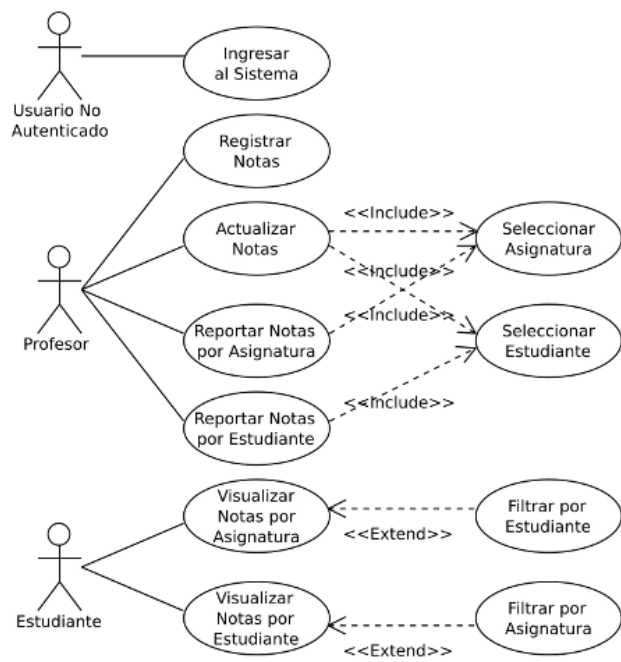 Ingresar
al Sistema
Usuario No
Autenticado
Registrar
Notas
Actualizar
Notas
<<Include>>
Seleccionar
Asignatura
<<Include>>
Profesor
Reportar Notas
por Asignatura
<<Include>>
Seleccionar
Estudiante
Reportar Notas
por Estudiante
<<Include>>
Visualizar
Notas por
Asignatura
<<Extend>>
Filtrar por
Estudiante
Estudiante
Visualizar
Notas por
Estudiante
<<Extend>>
Filtrar por
Asignatura